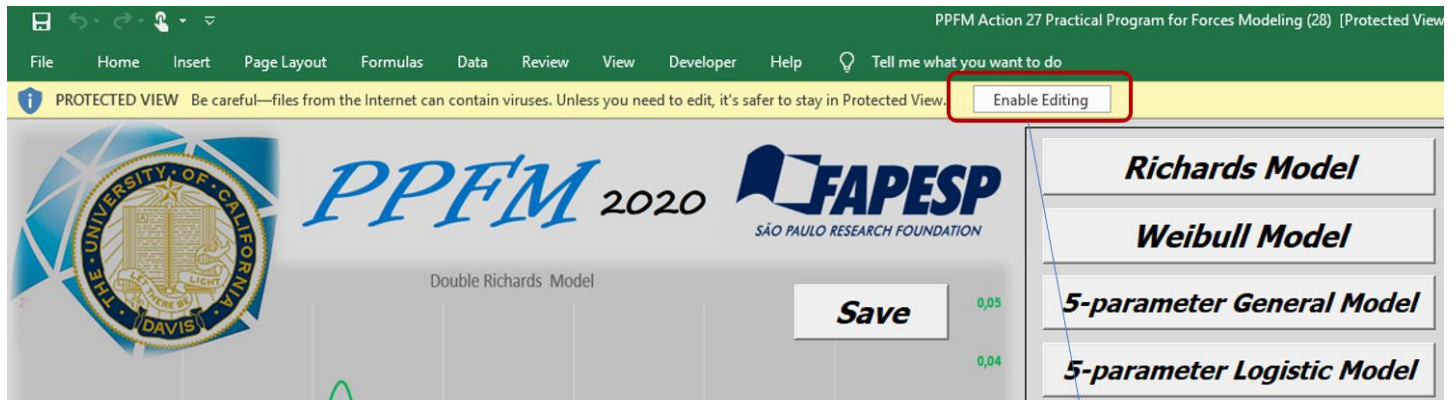 PPFM Action 27 Practical Program for Forces Modeling (28) [Protected View
File Home Insert Page Layout Formulas Data Review View Developer Help Tell me what you want to do
PROTECTED VIEW Be careful—files from the Internet can contain viruses. Unless you need to edit, it's safer to stay in Protected View. Enable Editing
THE · UNIVERSITY · OF · CALIFORNIA
LET THERE BE LIGHT
· DAVIS ·
PPFM 2020
FAPESP
SÃO PAULO RESEARCH FOUNDATION
Double Richards Model
Save
2
0,05
0,04
Richards Model
Weibull Model
5-parameter General Model
5-parameter Logistic Model